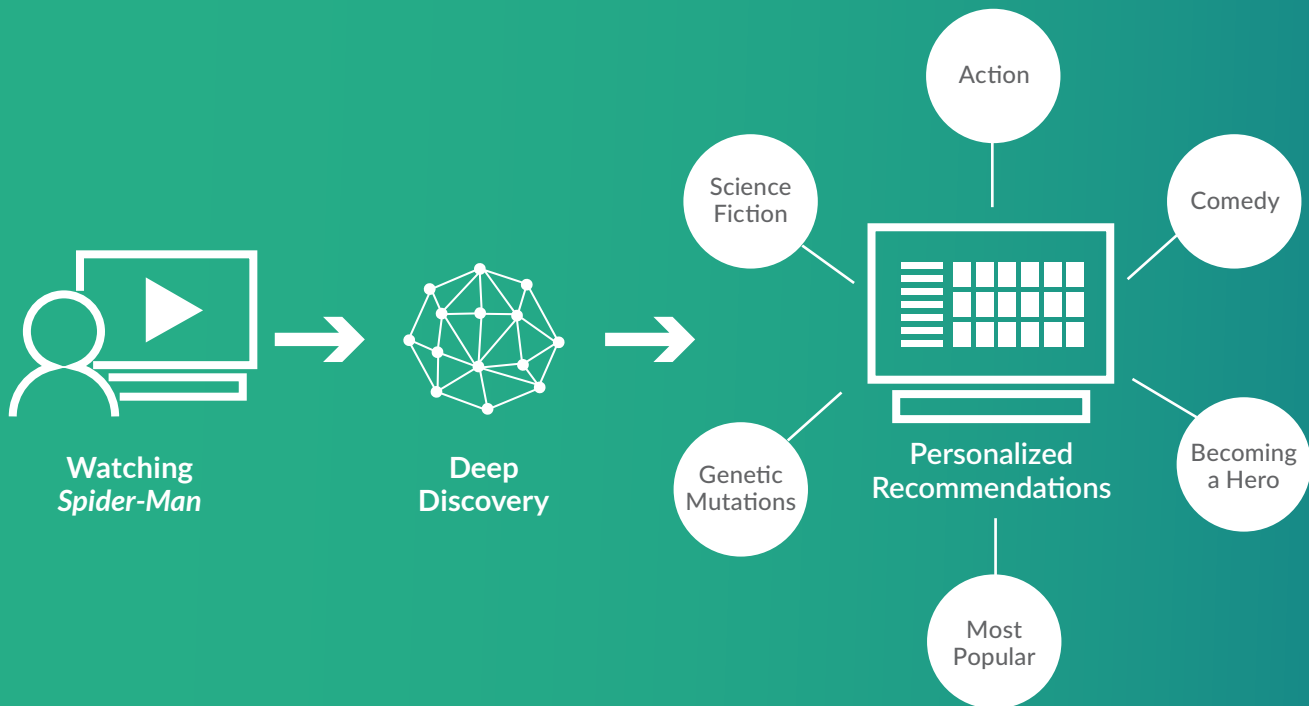 Watching
Spider-Man
Deep
Discovery
Personalized
Recommendations
Action
Comedy
Becoming
a Hero
Most
Popular
Genetic
Mutations
Science
Fiction